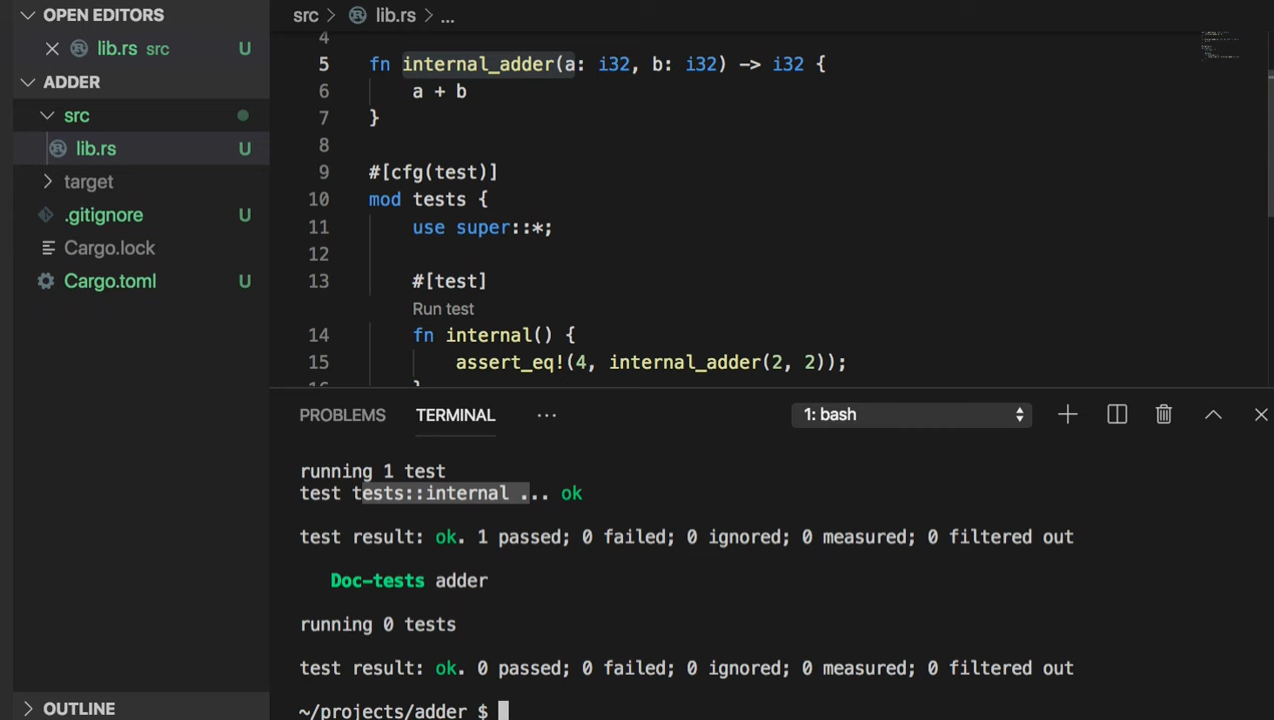 OPEN EDITORS
lib.rs src U
ADDER
src
lib.rs U
target
.gitignore U
Cargo.lock
Cargo.toml U
OUTLINE
src > lib.rs > ...
4
5 fn internal_adder(a: i32, b: i32) -> i32 {
6 a + b
7 }
8
9 #[cfg(test)]
10 mod tests {
11 use super::*;
12
13 #[test]
Run test
14 fn internal() {
15 assert_eq!(4, internal_adder(2, 2));
16 }
PROBLEMS TERMINAL ... 1: bash
running 1 test
test tests::internal ... ok
test result: ok. 1 passed; 0 failed; 0 ignored; 0 measured; 0 filtered out
Doc-tests adder
running 0 tests
test result: ok. 0 passed; 0 failed; 0 ignored; 0 measured; 0 filtered out
~/projects/adder $